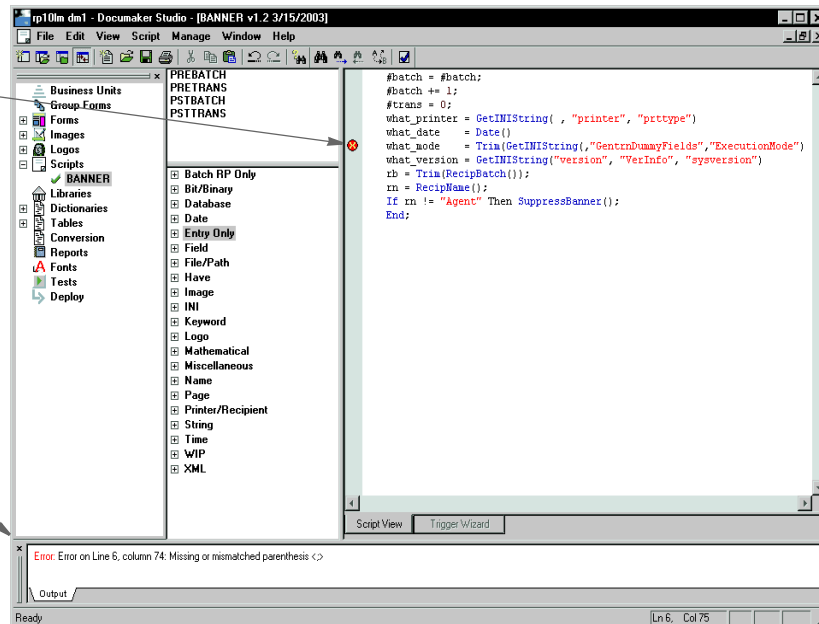 rp10lm dm1 - Documaker Studio - [BANNER v1.2 3/15/2003]
File Edit View Script Manage Window Help
Business Units
Group Forms
Forms
Images
Logos
Scripts
BANNER
Libraries
Dictionaries
Tables
Conversion
Reports
Fonts
Tests
Deploy
PREBATCH
PRETRANS
PSTBATCH
PSTTRANS
Batch RP Only
Bit/Binary
Database
Date
Entry Only
Field
File/Path
Have
Image
INI
Keyword
Logo
Mathematical
Miscellaneous
Name
Page
Printer/Recipient
String
Time
WIP
XML
#batch = #batch;
#batch += 1;
#trans = 0;
what_printer = GetINIString( , "printer", "prttype")
what_date = Date()
what_mode = Trim(GetINIString(,"GentrnDummyFields","ExecutionMode")
what_version = GetINIString("version", "VerInfo", "sysversion")
rb = Trim(RecipBatch());
rn = RecipName();
If rn != "Agent" Then SuppressBanner();
End;
Script View Trigger Wizard
Error: Error on Line 6, column 74: Missing or mismatched parenthesis <;>
Output
Ready Ln 6, Col 75